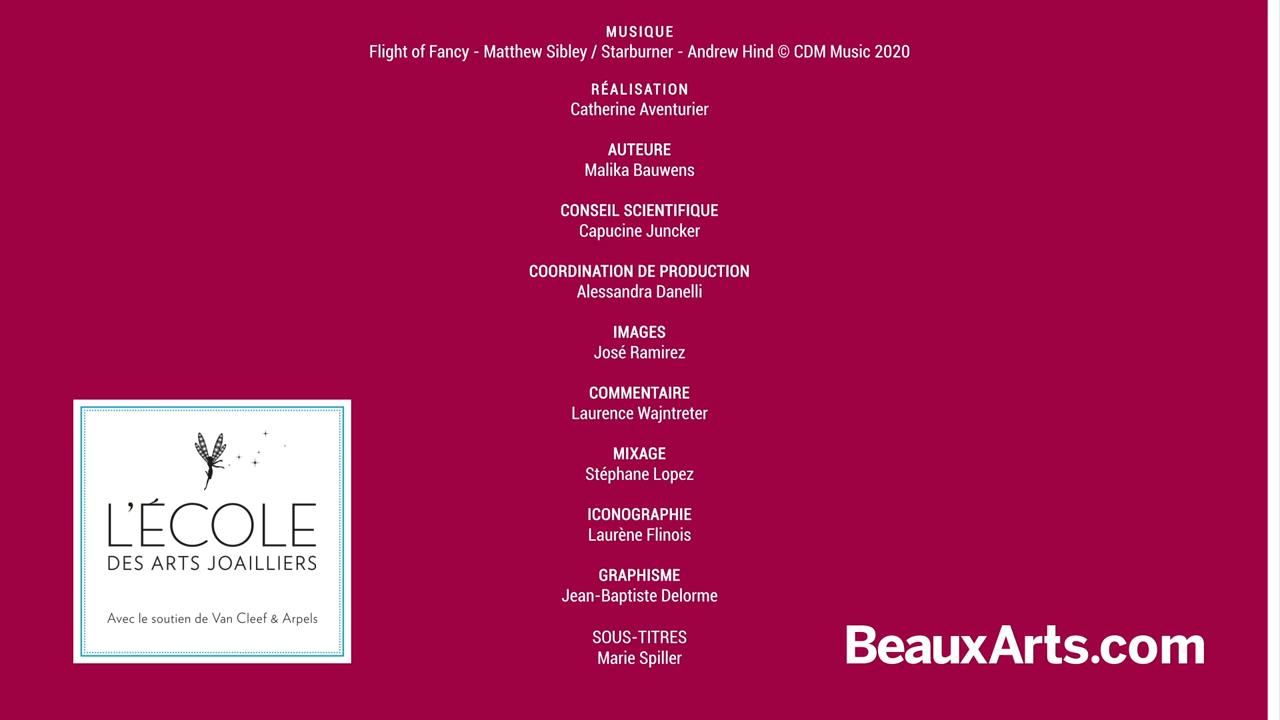 MUSIQUE
Flight of Fancy - Matthew Sibley / Starburner - Andrew Hind © CDM Music 2020
RÉALISATION
Catherine Aventurier
AUTEURE
Malika Bauwens
CONSEIL SCIENTIFIQUE
Capucine Juncker
COORDINATION DE PRODUCTION
Alessandra Danelli
IMAGES
José Ramirez
COMMENTAIRE
Laurence Wajntreter
MIXAGE
Stéphane Lopez
ICONOGRAPHIE
Laurène Flinois
GRAPHISME
Jean-Baptiste Delorme
SOUS-TITRES
Marie Spiller
L'ÉCOLE
DES ARTS JOAILLIERS
Avec le soutien de Van Cleef & Arpels
BeauxArts.com